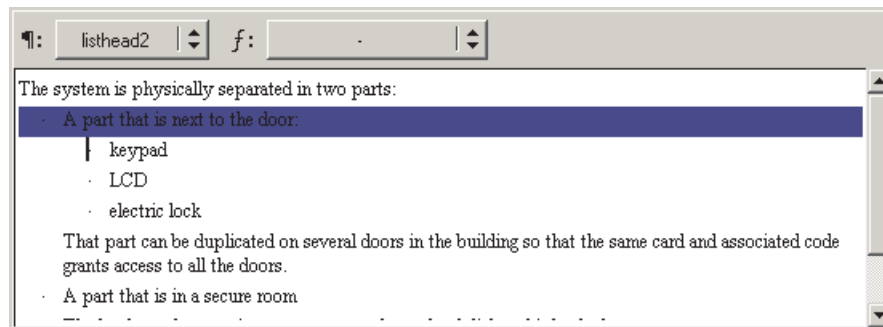 ¶: listhead2 ƒ: -
The system is physically separated in two parts:
· A part that is next to the door:
· keypad
· LCD
· electric lock
That part can be duplicated on several doors in the building so that the same card and associated code
grants access to all the doors.
· A part that is in a secure room